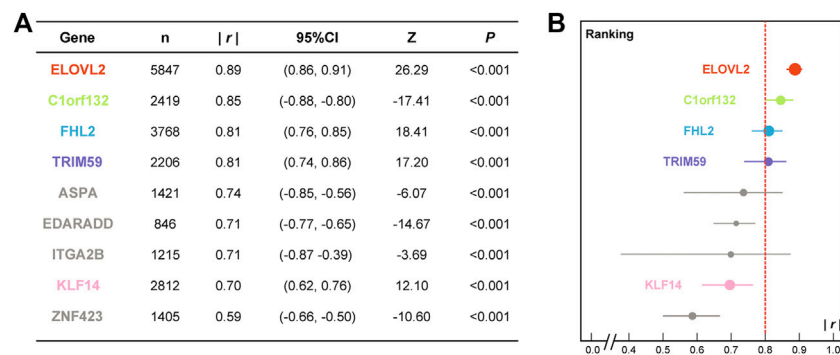 A
Gene n | r | 95%CI Z P
ELOVL2 5847 0.89 (0.86, 0.91) 26.29 <0.001
C1orf132 2419 0.85 (-0.88, -0.80) -17.41 <0.001
FHL2 3768 0.81 (0.76, 0.85) 18.41 <0.001
TRIM59 2206 0.81 (0.74, 0.86) 17.20 <0.001
ASPA 1421 0.74 (-0.85, -0.56) -6.07 <0.001
EDARADD 846 0.71 (-0.77, -0.65) -14.67 <0.001
ITGA2B 1215 0.71 (-0.87 -0.39) -3.69 <0.001
KLF14 2812 0.70 (0.62, 0.76) 12.10 <0.001
ZNF423 1405 0.59 (-0.66, -0.50) -10.60 <0.001
B
Ranking
ELOVL2
C1orf132
FHL2
TRIM59
KLF14
| r |
0.0 // 0.4 0.5 0.6 0.7 0.8 0.9 1.0